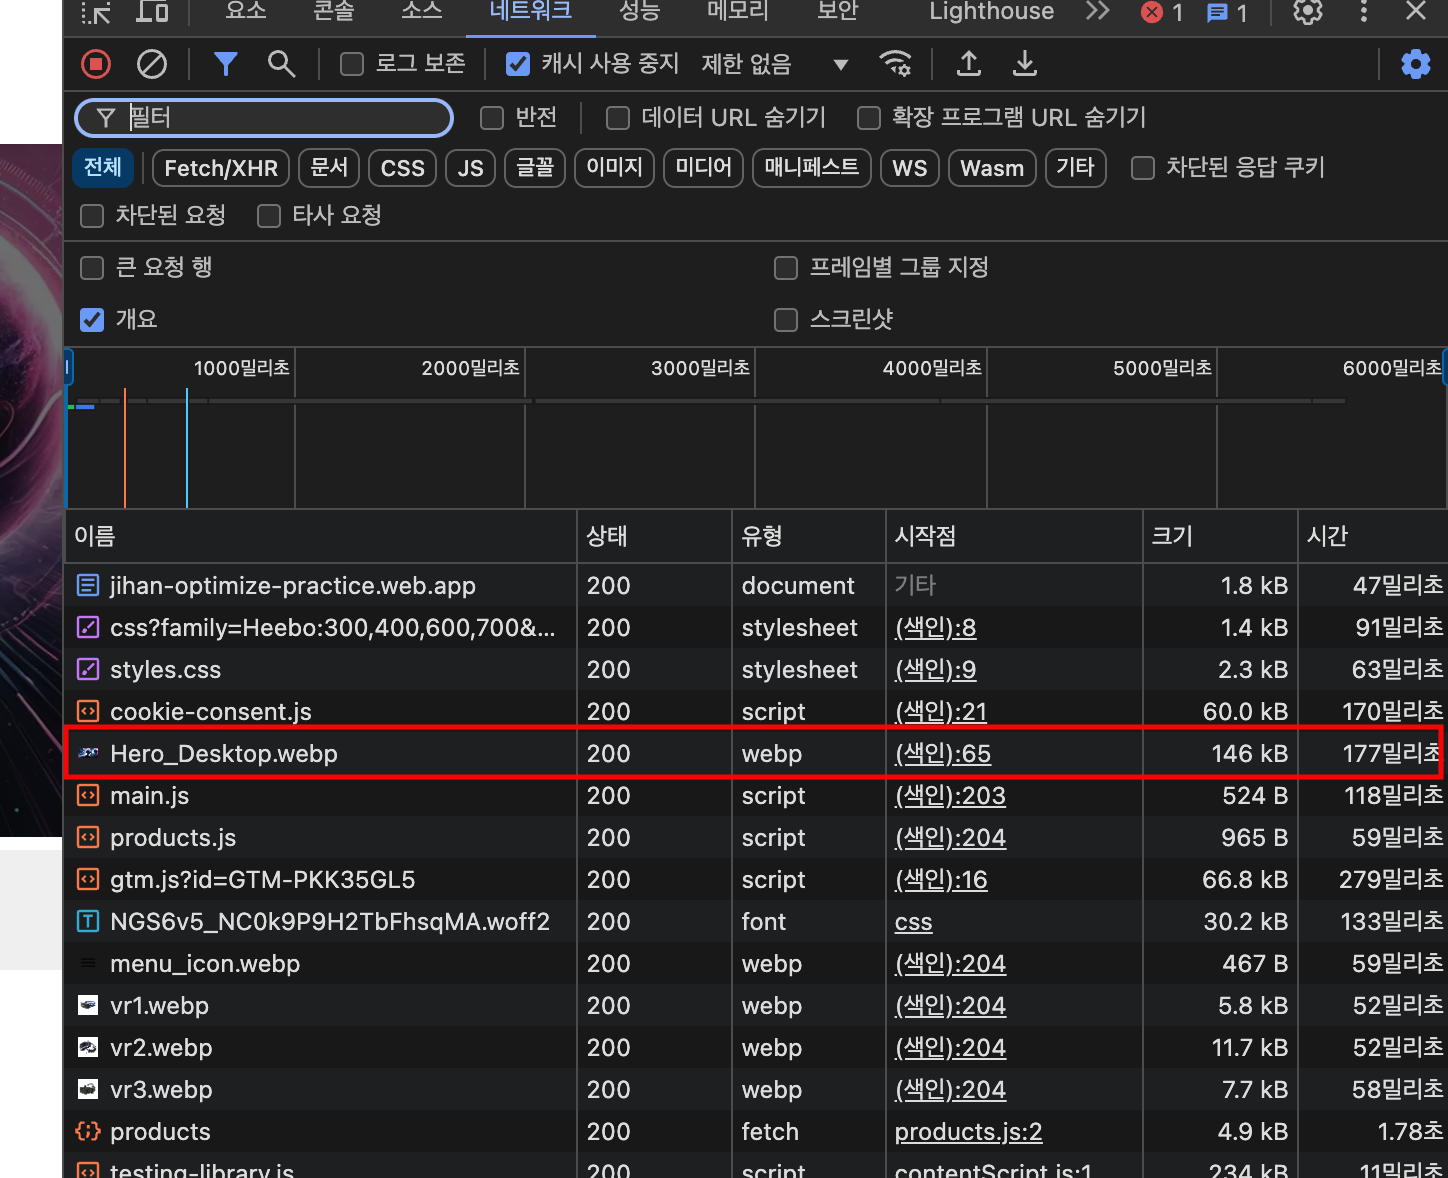 요소 콘솔 소스 네트워크 성능 메모리 보안 Lighthouse 1 1
로그 보존 캐시 사용 중지 제한 없음
필터 반전 데이터 URL 숨기기 확장 프로그램 URL 숨기기
전체 Fetch/XHR 문서 CSS JS 글꼴 이미지 미디어 매니페스트 WS Wasm 기타 차단된 응답 쿠키
차단된 요청 타사 요청
큰 요청 행 프레임별 그룹 지정
개요 스크린샷
1000밀리초 2000밀리초 3000밀리초 4000밀리초 5000밀리초 6000밀리초
이름 상태 유형 시작점 크기 시간
jihan-optimize-practice.web.app 200 document 기타 1.8 kB 47밀리초
css?family=Heebo:300,400,600,700&... 200 stylesheet (색인):8 1.4 kB 91밀리초
styles.css 200 stylesheet (색인):9 2.3 kB 63밀리초
cookie-consent.js 200 script (색인):21 60.0 kB 170밀리초
Hero_Desktop.webp 200 webp (색인):65 146 kB 177밀리초
main.js 200 script (색인):203 524 B 118밀리초
products.js 200 script (색인):204 965 B 59밀리초
gtm.js?id=GTM-PKK35GL5 200 script (색인):16 66.8 kB 279밀리초
NGS6v5_NC0k9P9H2TbFhsqMA.woff2 200 font css 30.2 kB 133밀리초
menu_icon.webp 200 webp (색인):204 467 B 59밀리초
vr1.webp 200 webp (색인):204 5.8 kB 52밀리초
vr2.webp 200 webp (색인):204 11.7 kB 52밀리초
vr3.webp 200 webp (색인):204 7.7 kB 58밀리초
products 200 fetch products.js:2 4.9 kB 1.78초
testing-library.js 200 script contentScript.js:1 234 kB 11밀리초